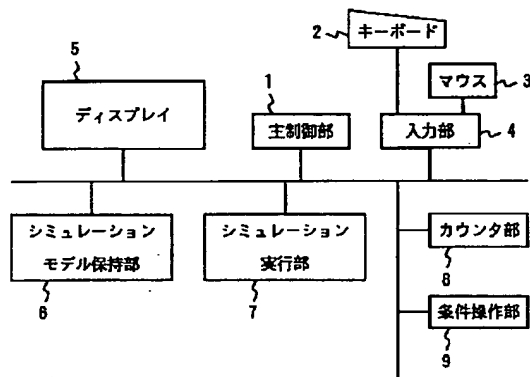 2
キーボード
5
ディスプレイ
1
主制御部
マウス
3
入力部
4
シミュレーション
モデル保持部
6
シミュレーション
実行部
7
カウンタ部
8
条件操作部
9